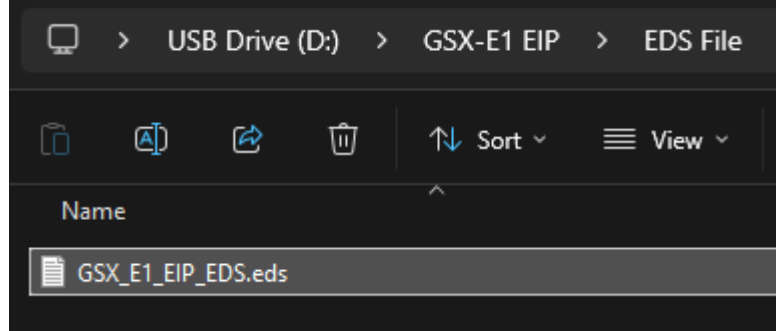 USB Drive (D:) > GSX-E1 EIP > EDS File
Sort View
Name
GSX_E1_EIP_EDS.eds